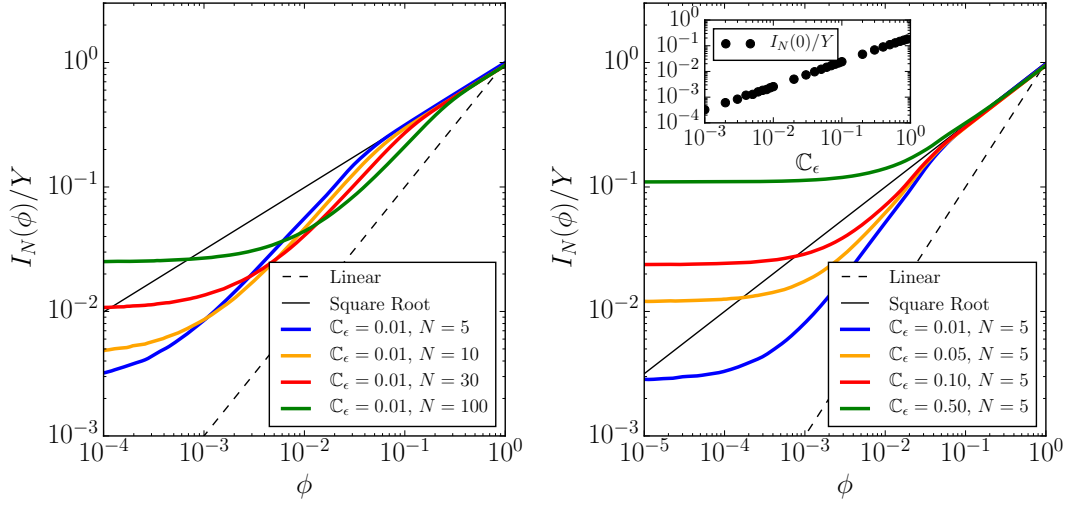 10^0
10^{-1}
10^{-2}
10^{-3}
I_N(ϕ)/Y
10^{-4} 10^{-3} 10^{-2} 10^{-1} 10^0
ϕ
Linear
Square Root
ℂ_ϵ = 0.01, N = 5
ℂ_ϵ = 0.01, N = 10
ℂ_ϵ = 0.01, N = 30
ℂ_ϵ = 0.01, N = 100
10^0
10^{-1}
10^{-2}
10^{-3}
I_N(ϕ)/Y
10^{-5} 10^{-4} 10^{-3} 10^{-2} 10^{-1} 10^0
ϕ
10^0
10^{-1}
10^{-2}
10^{-3}
10^{-4}
I_N(0)/Y
10^{-3} 10^{-2} 10^{-1} 10^0
ℂ_ϵ
Linear
Square Root
ℂ_ϵ = 0.01, N = 5
ℂ_ϵ = 0.05, N = 5
ℂ_ϵ = 0.10, N = 5
ℂ_ϵ = 0.50, N = 5